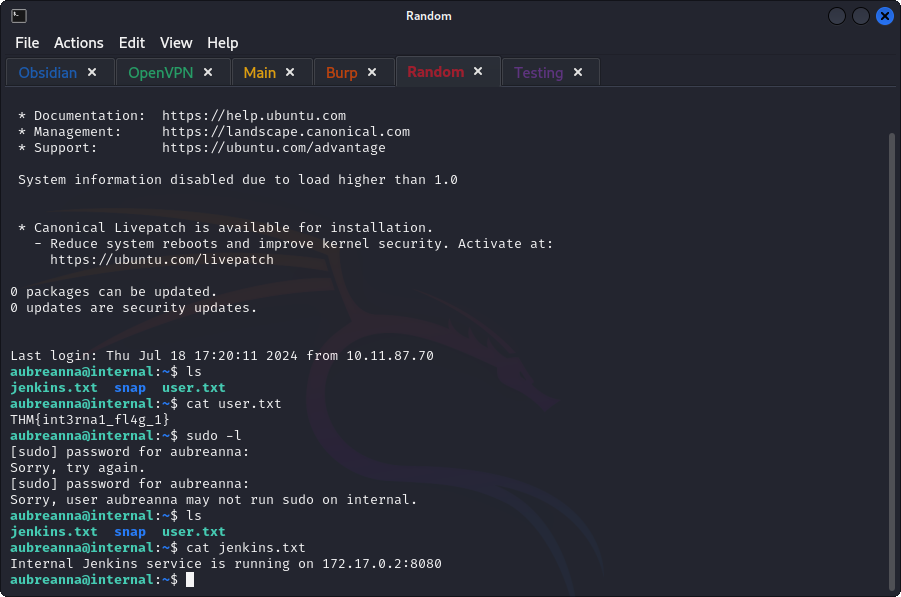 Random
File Actions Edit View Help
Obsidian × OpenVPN × Main × Burp × Random × Testing ×
* Documentation:  https://help.ubuntu.com
* Management:     https://landscape.canonical.com
* Support:        https://ubuntu.com/advantage
System information disabled due to load higher than 1.0
* Canonical Livepatch is available for installation.
- Reduce system reboots and improve kernel security. Activate at:
https://ubuntu.com/livepatch
0 packages can be updated.
0 updates are security updates.
Last login: Thu Jul 18 17:20:11 2024 from 10.11.87.70
aubreanna@internal:~$ ls
jenkins.txt  snap  user.txt
aubreanna@internal:~$ cat user.txt
THM{int3rna1_fl4g_1}
aubreanna@internal:~$ sudo -l
[sudo] password for aubreanna:
Sorry, try again.
[sudo] password for aubreanna:
Sorry, user aubreanna may not run sudo on internal.
aubreanna@internal:~$ ls
jenkins.txt  snap  user.txt
aubreanna@internal:~$ cat jenkins.txt
Internal Jenkins service is running on 172.17.0.2:8080
aubreanna@internal:~$